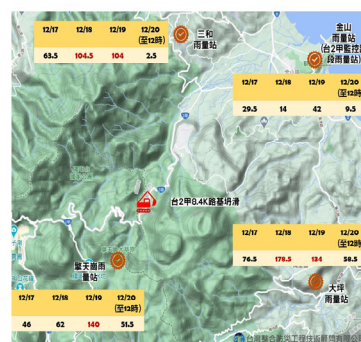 12/17 12/18 12/19 12/20
(至12時)
63.5 104.5 104 2.5
三和
雨量站
金山
雨量站
(台2甲監控路
段雨量站)
12/17 12/18 12/19 12/20
(至12時
29.5 14 42 9.5
台2甲8.4K路基坍滑
12/17 12/18 12/19 12/20
(至12時
76.5 178.5 134 58.5
擎天崗雨
量站
大坪
雨量站
12/17 12/18 12/19 12/20
(至12時)
46 62 140 51.5
台灣整合防災工程技術顧問有限公